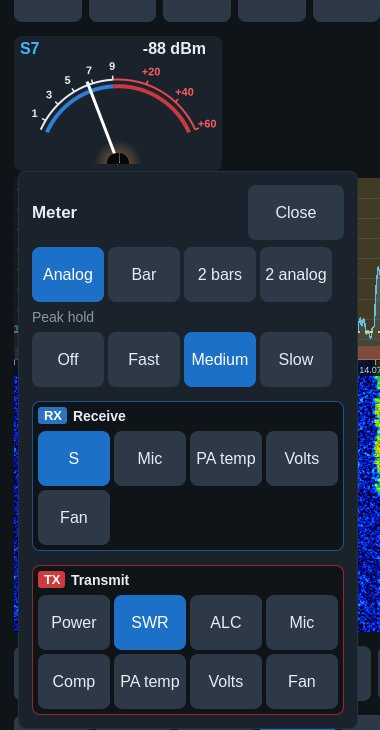 S7 -88 dBm
1 3 5 7 9 +20 +40 +60
Meter Close
Analog Bar 2 bars 2 analog
Peak hold
Off Fast Medium Slow
RX Receive
S Mic PA temp Volts
Fan
TX Transmit
Power SWR ALC Mic
Comp PA temp Volts Fan